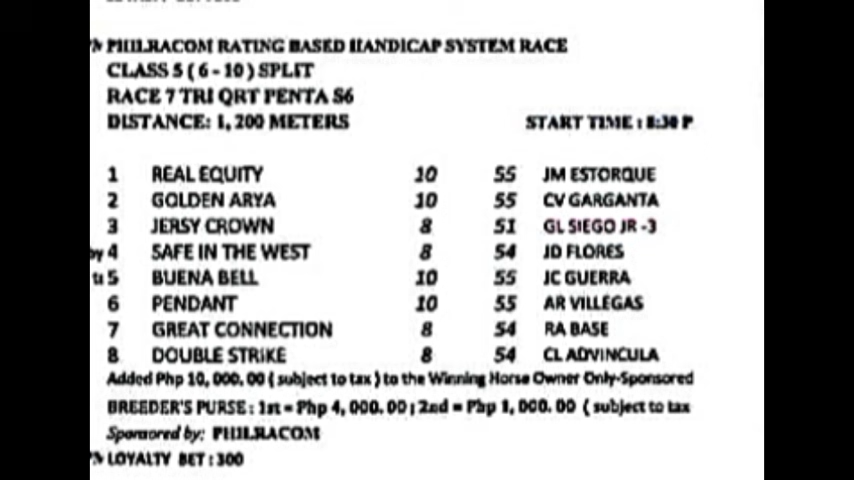 PHILRACOM RATING BASED HANDICAP SYSTEM RACE
CLASS 5 ( 6 - 10 ) SPLIT
RACE 7 TRI QRT PENTA S6
DISTANCE: 1, 200 METERS START TIME : 8:30 P
1 REAL EQUITY 10 55 JM ESTORQUE
2 GOLDEN ARYA 10 55 CV GARGANTA
3 JERSY CROWN 8 51 GL SIEGO JR -3
by 4 SAFE IN THE WEST 8 54 JD FLORES
ti 5 BUENA BELL 10 55 JC GUERRA
6 PENDANT 10 55 AR VILLEGAS
7 GREAT CONNECTION 8 54 RA BASE
8 DOUBLE STRIKE 8 54 CL ADVINCULA
Added Php 10, 000. 00 ( subject to tax ) to the Winning Horse Owner Only-Sponsored
BREEDER'S PURSE : 1st = Php 4, 000. 00 ; 2nd = Php 1, 000. 00 ( subject to tax
Sponsored by: PHILRACOM
LOYALTY BET : 300